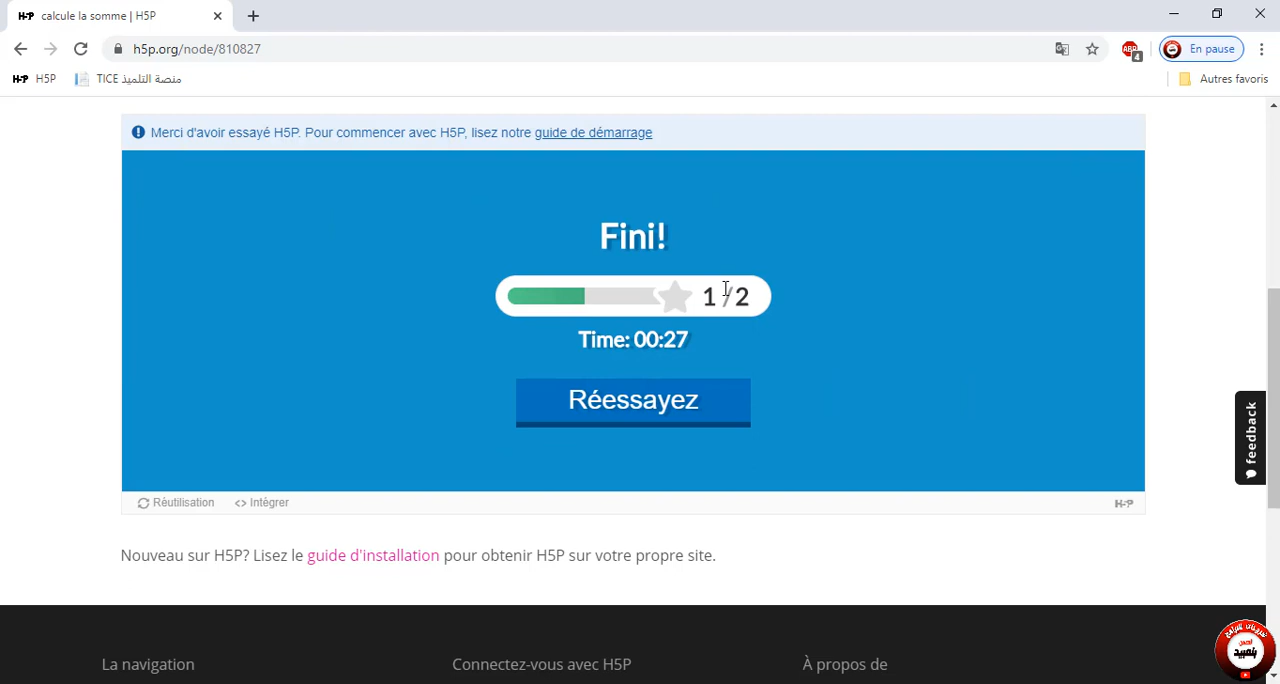 H-P calcule la somme | H5P
h5p.org/node/810827
ABP
4
En pause
H-P H5P
منصة التلميذ TICE
Autres favoris
Merci d'avoir essayé H5P. Pour commencer avec H5P, lisez notre guide de démarrage
Fini!
1 / 2
Time: 00:27
Réessayez
feedback
Réutilisation
<> Intégrer
H-P
Nouveau sur H5P? Lisez le guide d'installation pour obtenir H5P sur votre propre site.
La navigation
Connectez-vous avec H5P
À propos de